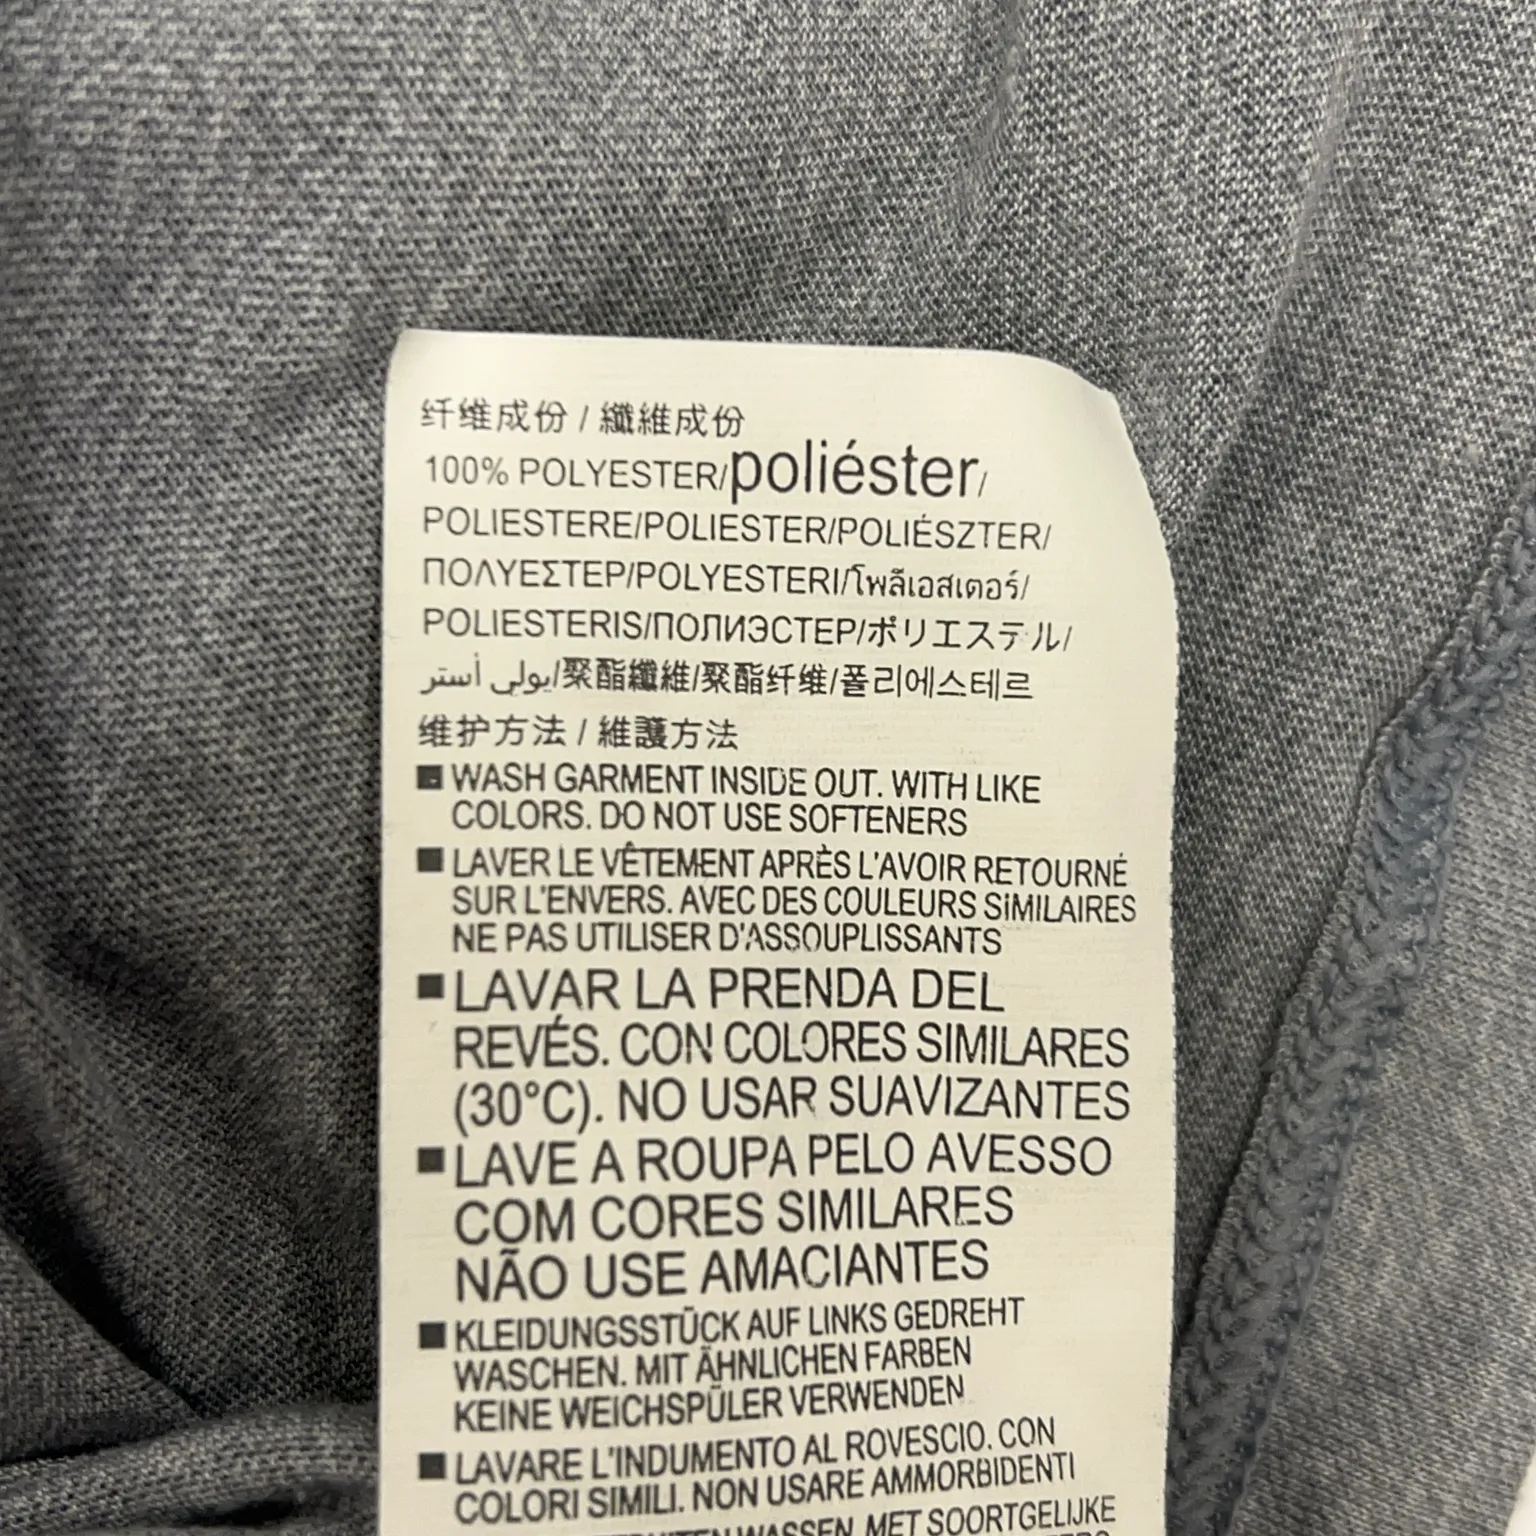 纤维成份 / 纖維成份
100% POLYESTER/poliéster/
POLIESTERE/POLIESTER/POLIÉSZTER/
ΠΟΛΥΕΣΤΕΡ/POLYESTERI/โพลีเอสเตอร์/
POLIESTERIS/ПОЛИЭСТЕР/ポリエステル/
بولي أستر/聚酯纖維/聚酯纤维/폴리에스테르
维护方法 / 維護方法
■ WASH GARMENT INSIDE OUT. WITH LIKE
COLORS. DO NOT USE SOFTENERS
■ LAVER LE VÊTEMENT APRÈS L'AVOIR RETOURNÉ
SUR L'ENVERS. AVEC DES COULEURS SIMILAIRES
NE PAS UTILISER D'ASSOUPLISSANTS
■ LAVAR LA PRENDA DEL
REVÉS. CON COLORES SIMILARES
(30°C). NO USAR SUAVIZANTES
■ LAVE A ROUPA PELO AVESSO
COM CORES SIMILARES
NÃO USE AMACIANTES
■ KLEIDUNGSSTÜCK AUF LINKS GEDREHT
WASCHEN. MIT ÄHNLICHEN FARBEN
KEINE WEICHSPÜLER VERWENDEN
■ LAVARE L'INDUMENTO AL ROVESCIO. CON
COLORI SIMILI. NON USARE AMMORBIDENTI
WASSEN. MET SOORTGELIJKE